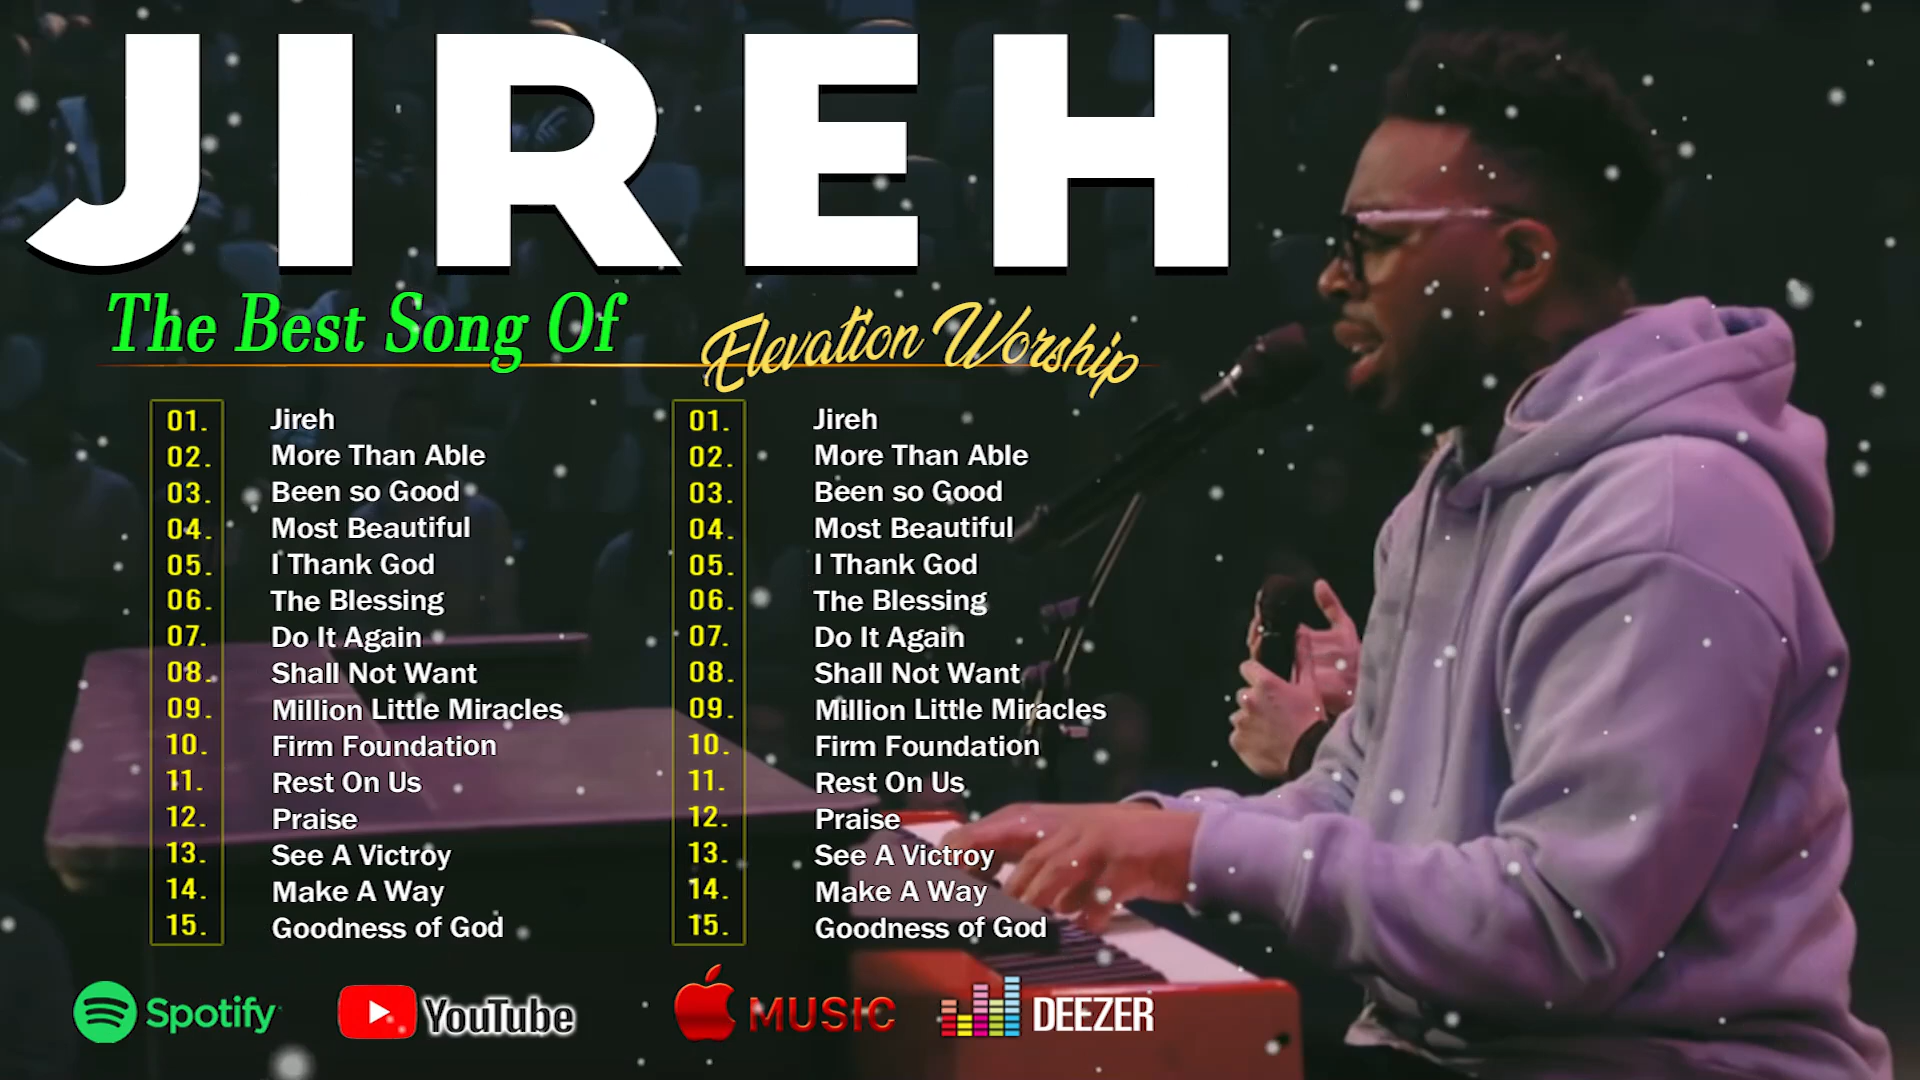 JIREH
The Best Song Of Elevation Worship
01. Jireh
02. More Than Able
03. Been so Good
04. Most Beautiful
05. I Thank God
06. The Blessing
07. Do It Again
08. Shall Not Want
09. Million Little Miracles
10. Firm Foundation
11. Rest On Us
12. Praise
13. See A Victroy
14. Make A Way
15. Goodness of God
01. Jireh
02. More Than Able
03. Been so Good
04. Most Beautiful
05. I Thank God
06. The Blessing
07. Do It Again
08. Shall Not Want
09. Million Little Miracles
10. Firm Foundation
11. Rest On Us
12. Praise
13. See A Victroy
14. Make A Way
15. Goodness of God
Spotify YouTube MUSIC DEEZER